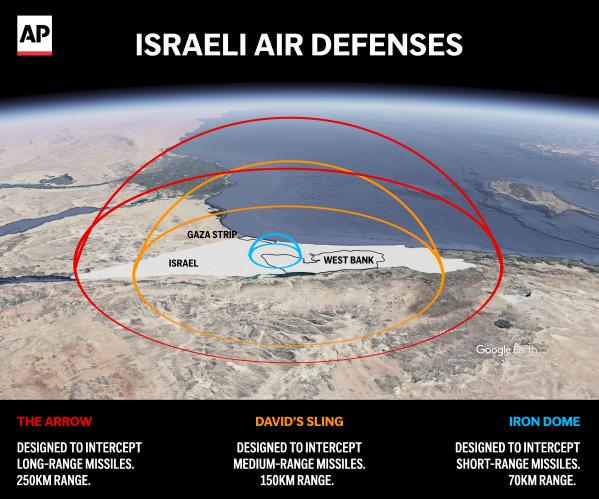 AP
ISRAELI AIR DEFENSES
GAZA STRIP
ISRAEL
WEST BANK
Google Earth
THE ARROW
DESIGNED TO INTERCEPT
LONG-RANGE MISSILES.
250KM RANGE.
DAVID'S SLING
DESIGNED TO INTERCEPT
MEDIUM-RANGE MISSILES.
150KM RANGE.
IRON DOME
DESIGNED TO INTERCEPT
SHORT-RANGE MISSILES.
70KM RANGE.